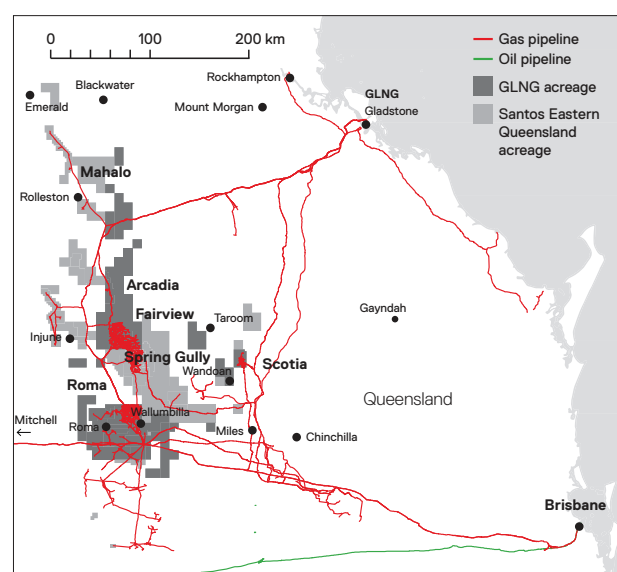 0 100 200 km
Gas pipeline
Oil pipeline
GLNG acreage
Santos Eastern
Queensland
acreage
Rockhampton
Blackwater
Emerald
Mount Morgan
GLNG
Gladstone
Mahalo
Rolleston
Arcadia
Fairview
Taroom
Gayndah
Injune
Spring Gully
Scotia
Wandoan
Roma
Queensland
Mitchell
←
Wallumbilla
Roma
Miles
Chinchilla
Brisbane